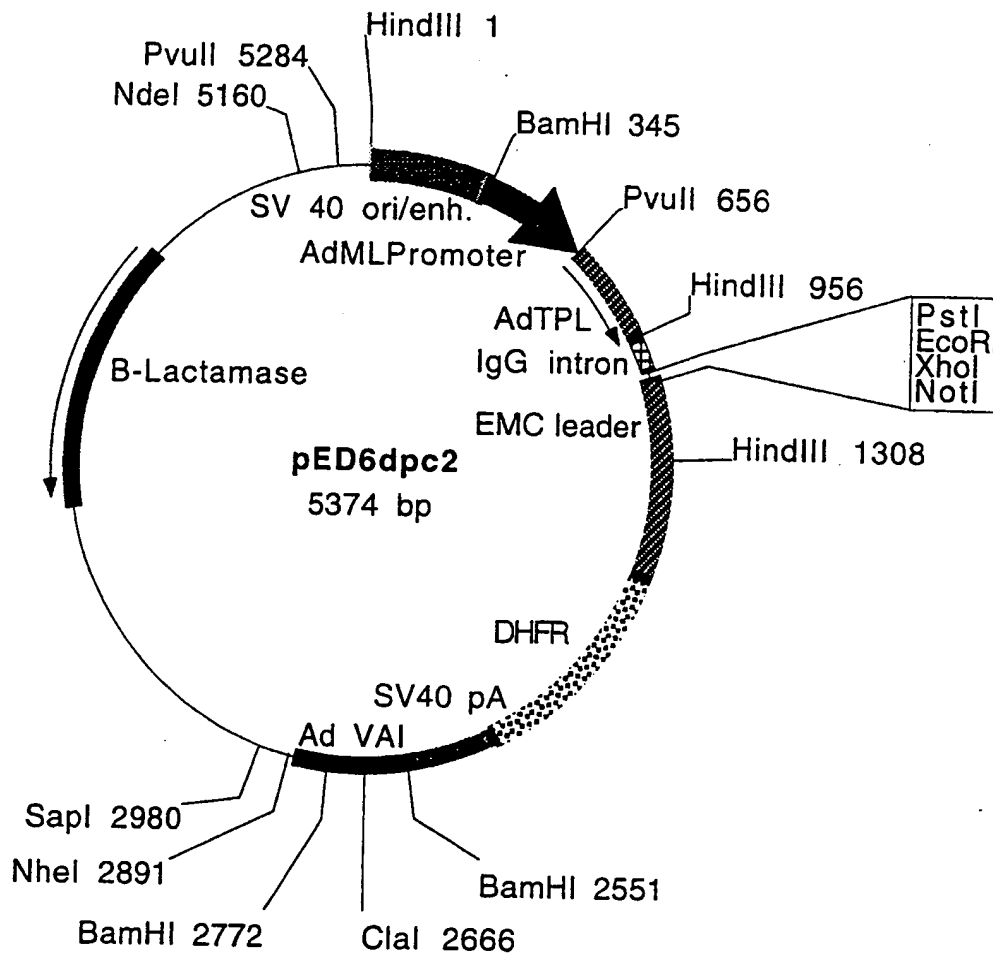 HindIII 1
PvuII 5284
NdeI 5160
BamHI 345
PvuII 656
SV 40 ori/enh.
AdMLPromoter
HindIII 956
AdTPL
IgG intron
PstI
EcoR
XhoI
NotI
B-Lactamase
EMC leader
HindIII 1308
pED6dpc2
5374 bp
DHFR
SV40 pA
Ad VAI
SapI 2980
NheI 2891
BamHI 2551
BamHI 2772
ClaI 2666